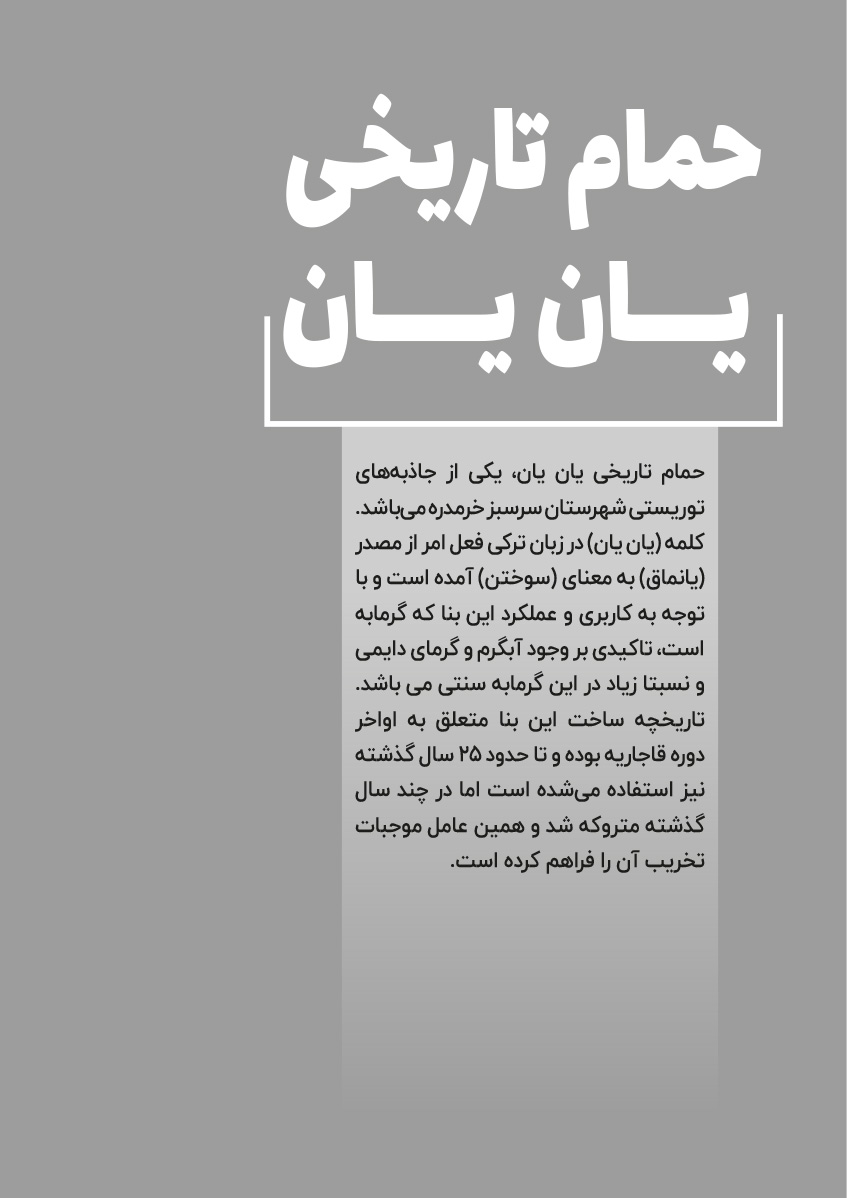 حمام تاریخی
یان یان
حمام تاریخی یان یان، یکی از جاذبه‌های
توریستی شهرستان سرسبز خرمدره می‌باشد.
کلمه (یان یان) در زبان ترکی فعل امر از مصدر
(یانماق) به معنای (سوختن) آمده است و با
توجه به کاربری و عملکرد این بنا که گرمابه
است، تاکیدی بر وجود آبگرم و گرمای دایمی
و نسبتا زیاد در این گرمابه سنتی می باشد.
تاریخچه ساخت این بنا متعلق به اواخر
دوره قاجاریه بوده و تا حدود ۲۵ سال گذشته
نیز استفاده می‌شده است اما در چند سال
گذشته متروکه شد و همین عامل موجبات
تخریب آن را فراهم کرده است.